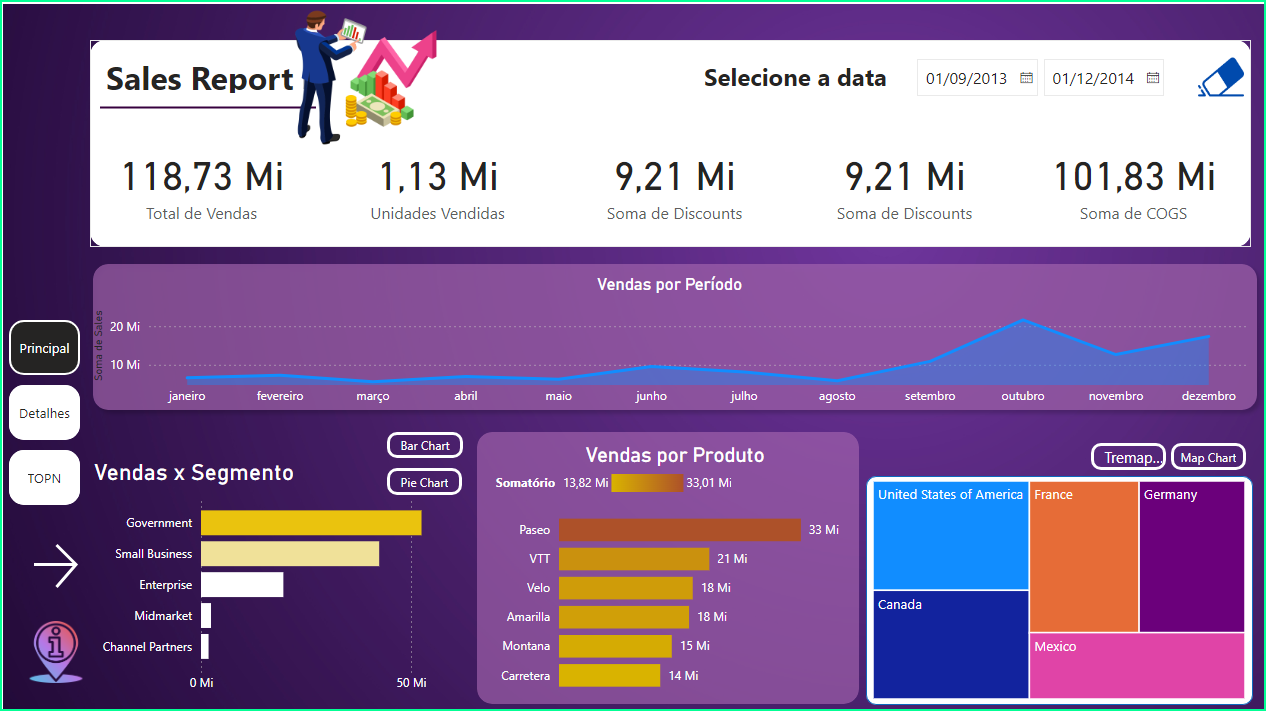 Sales Report
Selecione a data
01/09/2013
01/12/2014
118,73 Mi
Total de Vendas
1,13 Mi
Unidades Vendidas
9,21 Mi
Soma de Discounts
9,21 Mi
Soma de Discounts
101,83 Mi
Soma de COGS
Vendas por Período
Soma de Sales
20 Mi
10 Mi
janeiro
fevereiro
março
abril
maio
junho
julho
agosto
setembro
outubro
novembro
dezembro
Principal
Detalhes
TOPN
Vendas x Segmento
Bar Chart
Pie Chart
Government
Small Business
Enterprise
Midmarket
Channel Partners
0 Mi
50 Mi
Vendas por Produto
Somatório 13,82 Mi 33,01 Mi
Paseo 33 Mi
VTT 21 Mi
Velo 18 Mi
Amarilla 18 Mi
Montana 15 Mi
Carretera 14 Mi
Tremap...
Map Chart
United States of America
France
Germany
Canada
Mexico